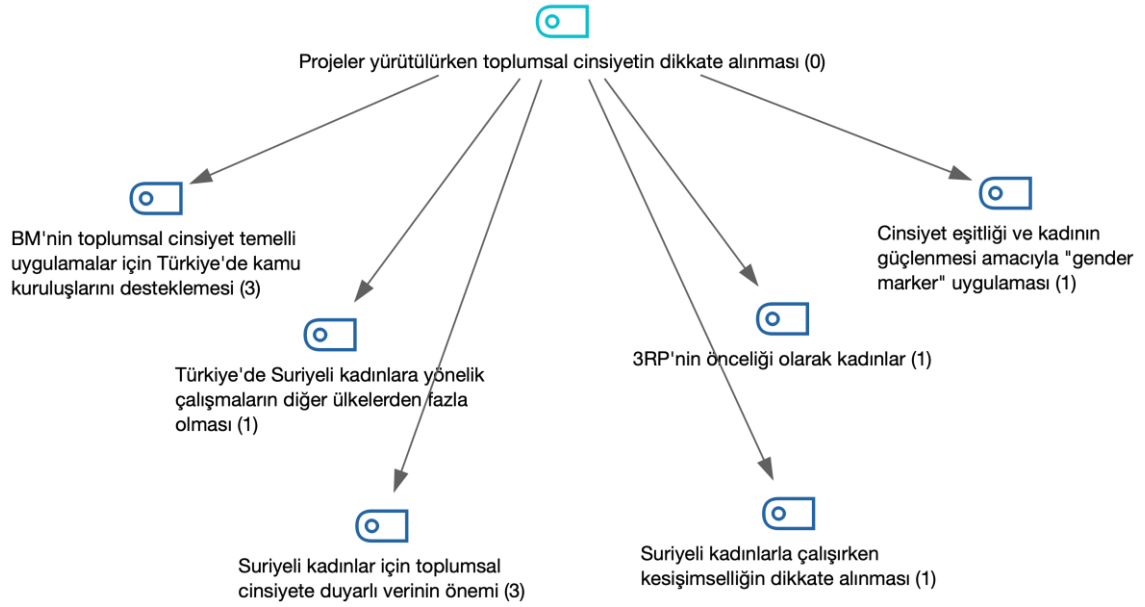 Projeler yürütülürken toplumsal cinsiyetin dikkate alınması (0)
BM'nin toplumsal cinsiyet temelli
uygulamalar için Türkiye'de kamu
kuruluşlarını desteklemesi (3)
Cinsiyet eşitliği ve kadının
güçlenmesi amacıyla "gender
marker" uygulaması (1)
Türkiye'de Suriyeli kadınlara yönelik
çalışmaların diğer ülkelerden fazla
olması (1)
3RP'nin önceliği olarak kadınlar (1)
Suriyeli kadınlar için toplumsal
cinsiyete duyarlı verinin önemi (3)
Suriyeli kadınlarla çalışırken
kesişimselliğin dikkate alınması (1)